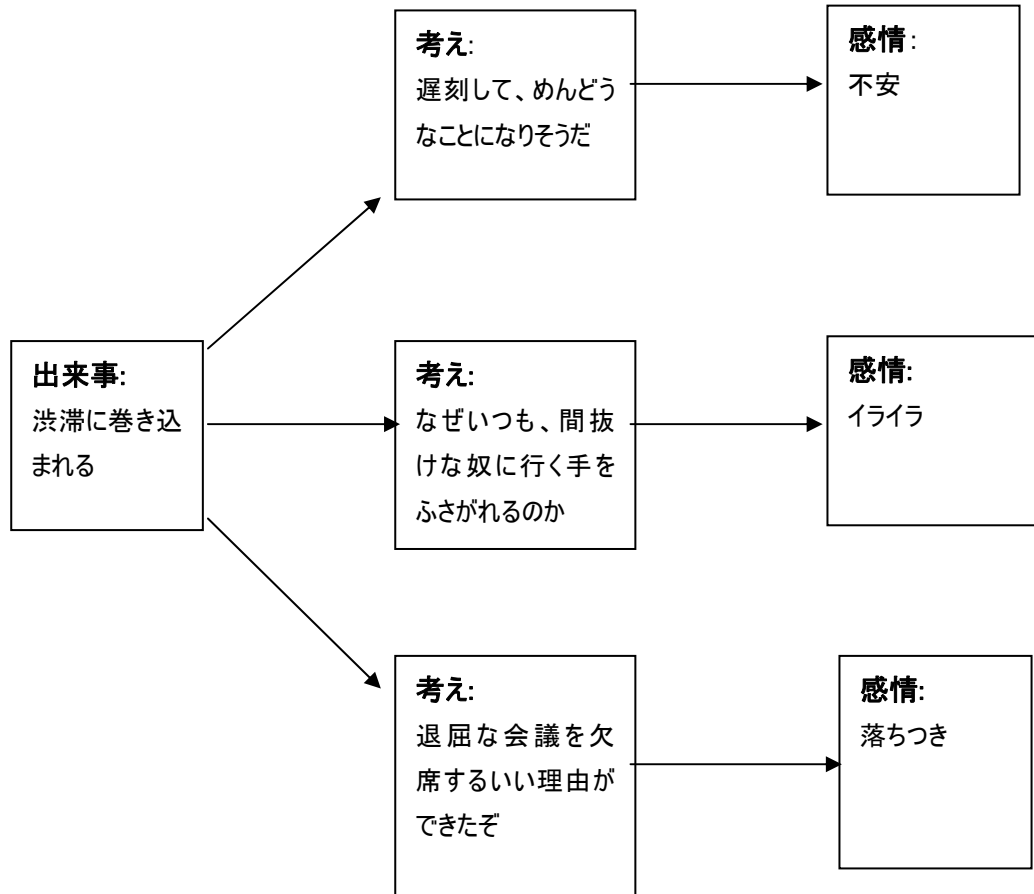 考え:
遅刻して、めんどう
なことになりそうだ
感情:
不安
出来事:
渋滞に巻き込
まれる
考え:
なぜいつも、間抜
けな奴に行く手を
ふさがれるのか
感情:
イライラ
考え:
退屈な会議を欠
席するいい理由が
できたぞ
感情:
落ちつき